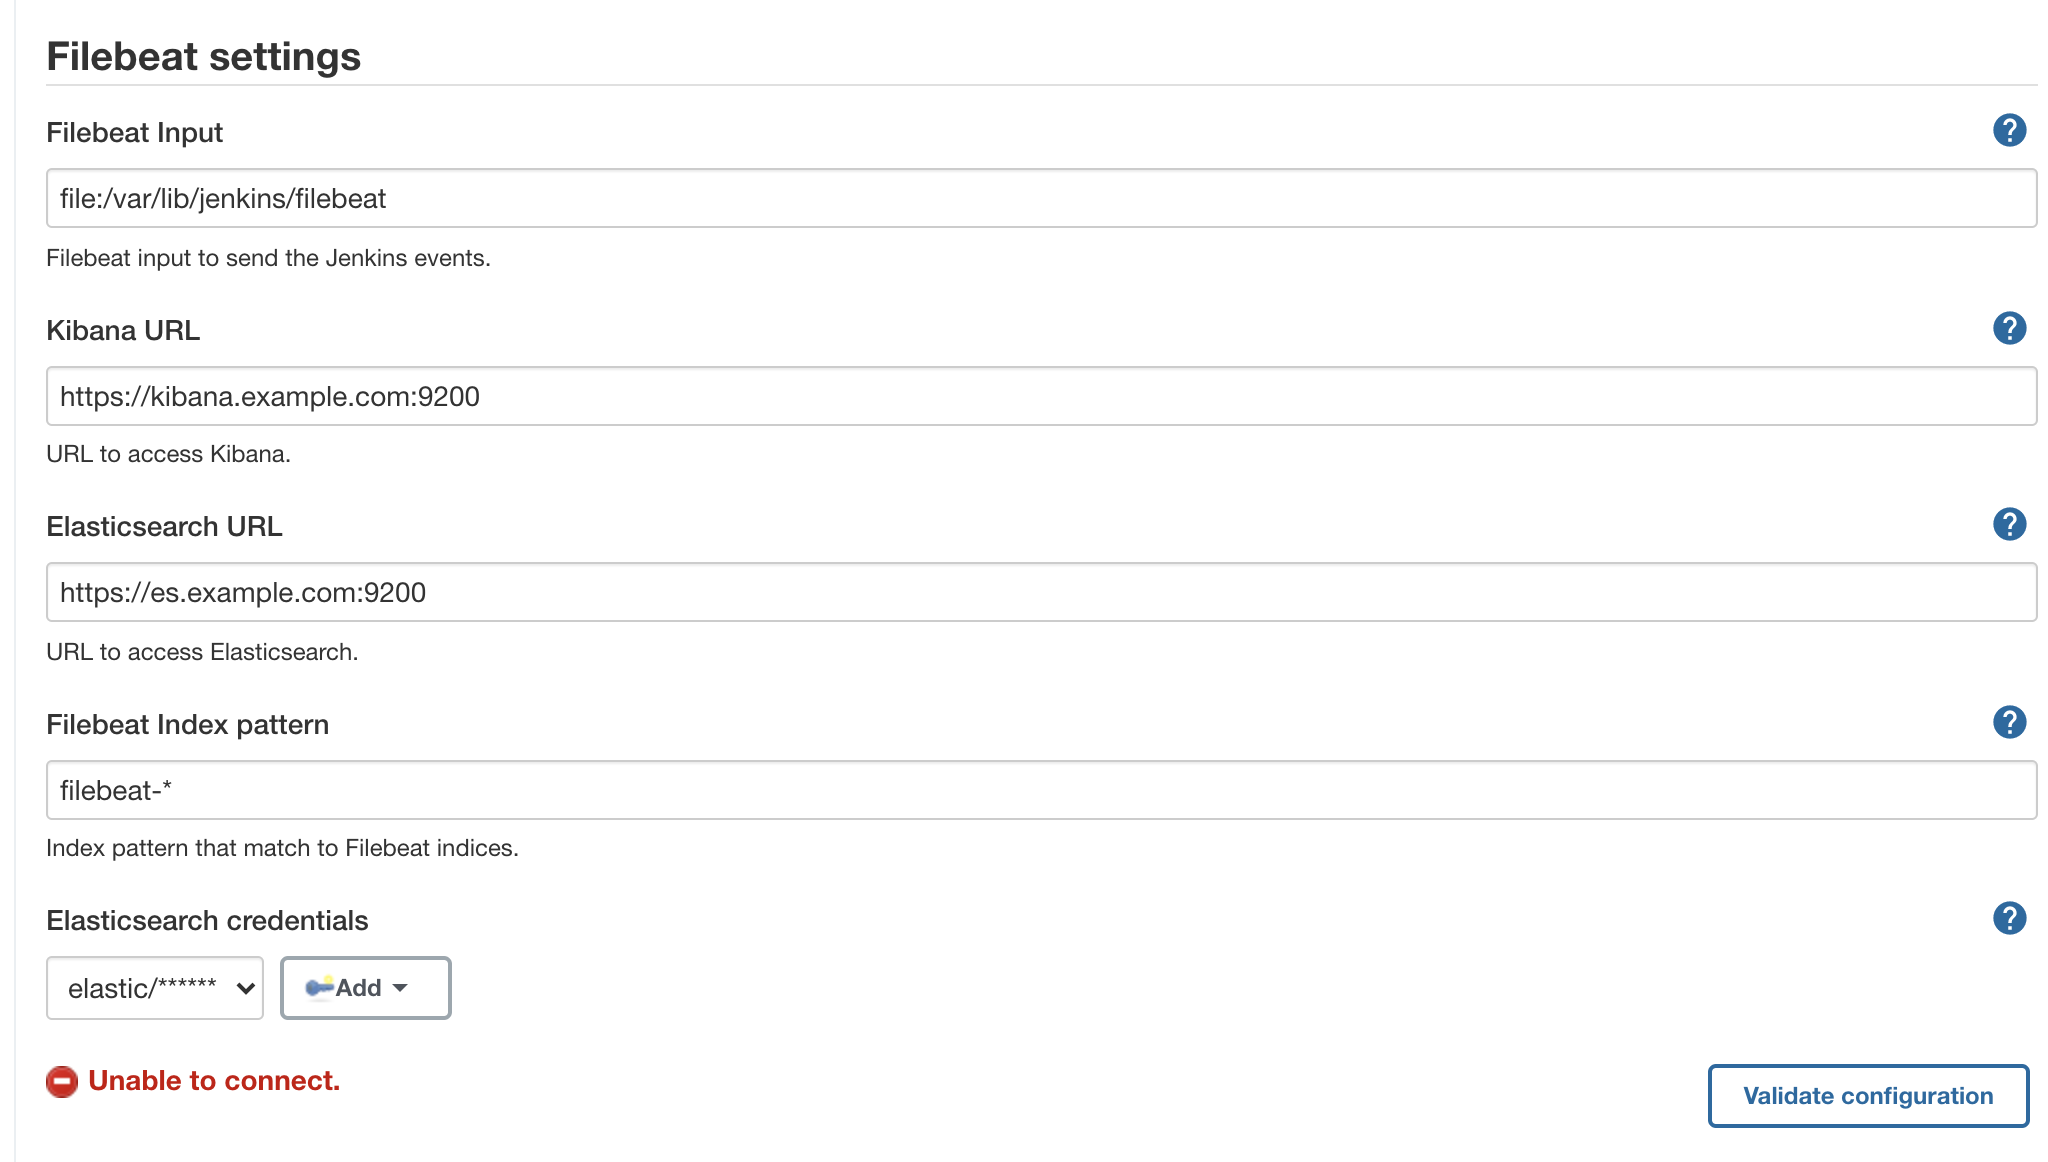 Filebeat settings
Filebeat Input
?
file:/var/lib/jenkins/filebeat
Filebeat input to send the Jenkins events.
Kibana URL
?
https://kibana.example.com:9200
URL to access Kibana.
Elasticsearch URL
?
https://es.example.com:9200
URL to access Elasticsearch.
Filebeat Index pattern
?
filebeat-*
Index pattern that match to Filebeat indices.
Elasticsearch credentials
?
elastic/******
Add
Unable to connect.
Validate configuration